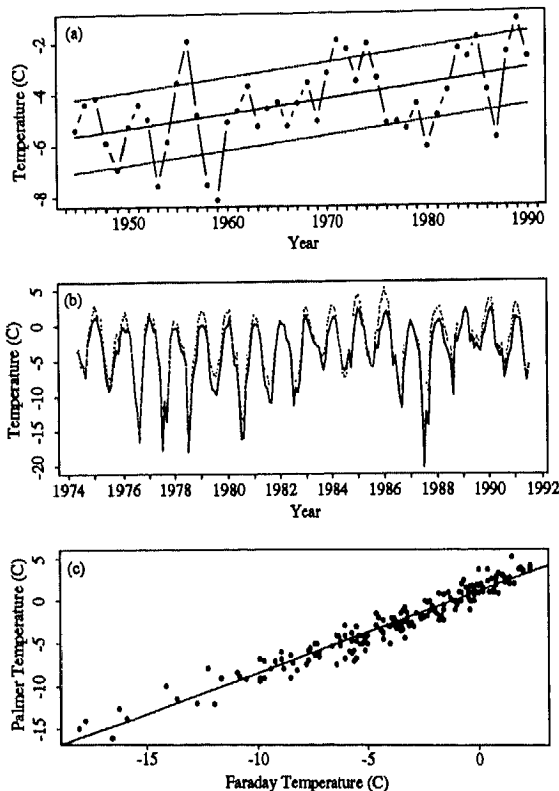 (a)
Temperature (C)
-2
-4
-6
-8
1950 1960 1970 1980 1990
Year
(b)
Temperature (C)
5
0
-5
-10
-15
-20
1974 1976 1978 1980 1982 1984 1986 1988 1990 1992
Year
(c)
Palmer Temperature (C)
5
0
-5
-10
-15
-15 -10 -5 0
Faraday Temperature (C)